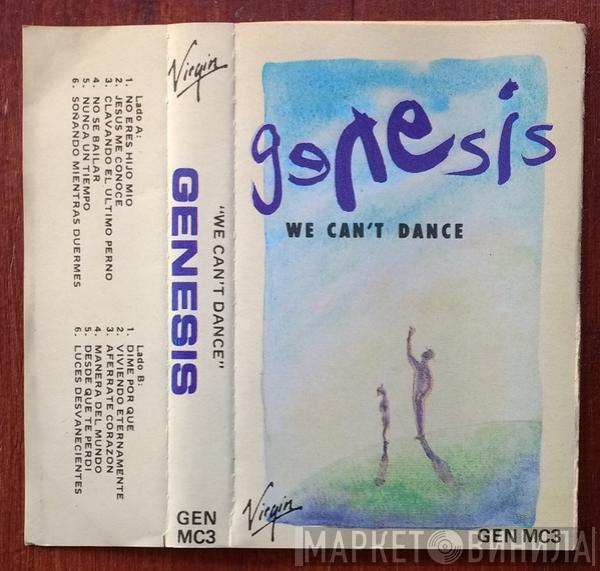 Lado A:
1. NO ERES HIJO MIO
2. JESUS ME CONOCE
3. CLAVANDO EL ULTIMO PERNO
4. NO SE BAILAR
5. NUNCA UN TIEMPO
6. SOÑANDO MIENTRAS DUERMES
Lado B:
1. DIME POR QUE
2. VIVIENDO ETERNAMENTE
3. AFERRATE CORAZON
4. MANERA DEL MUNDO
5. DESDE QUE TE PERDI
6. LUCES DESVANECIENTES
Virgin
"WE CAN'T DANCE"
GENESIS
GEN
MC3
genesis
WE CAN'T DANCE
Virgin
GEN MC3
МАРКЕТ ВИНИЛА